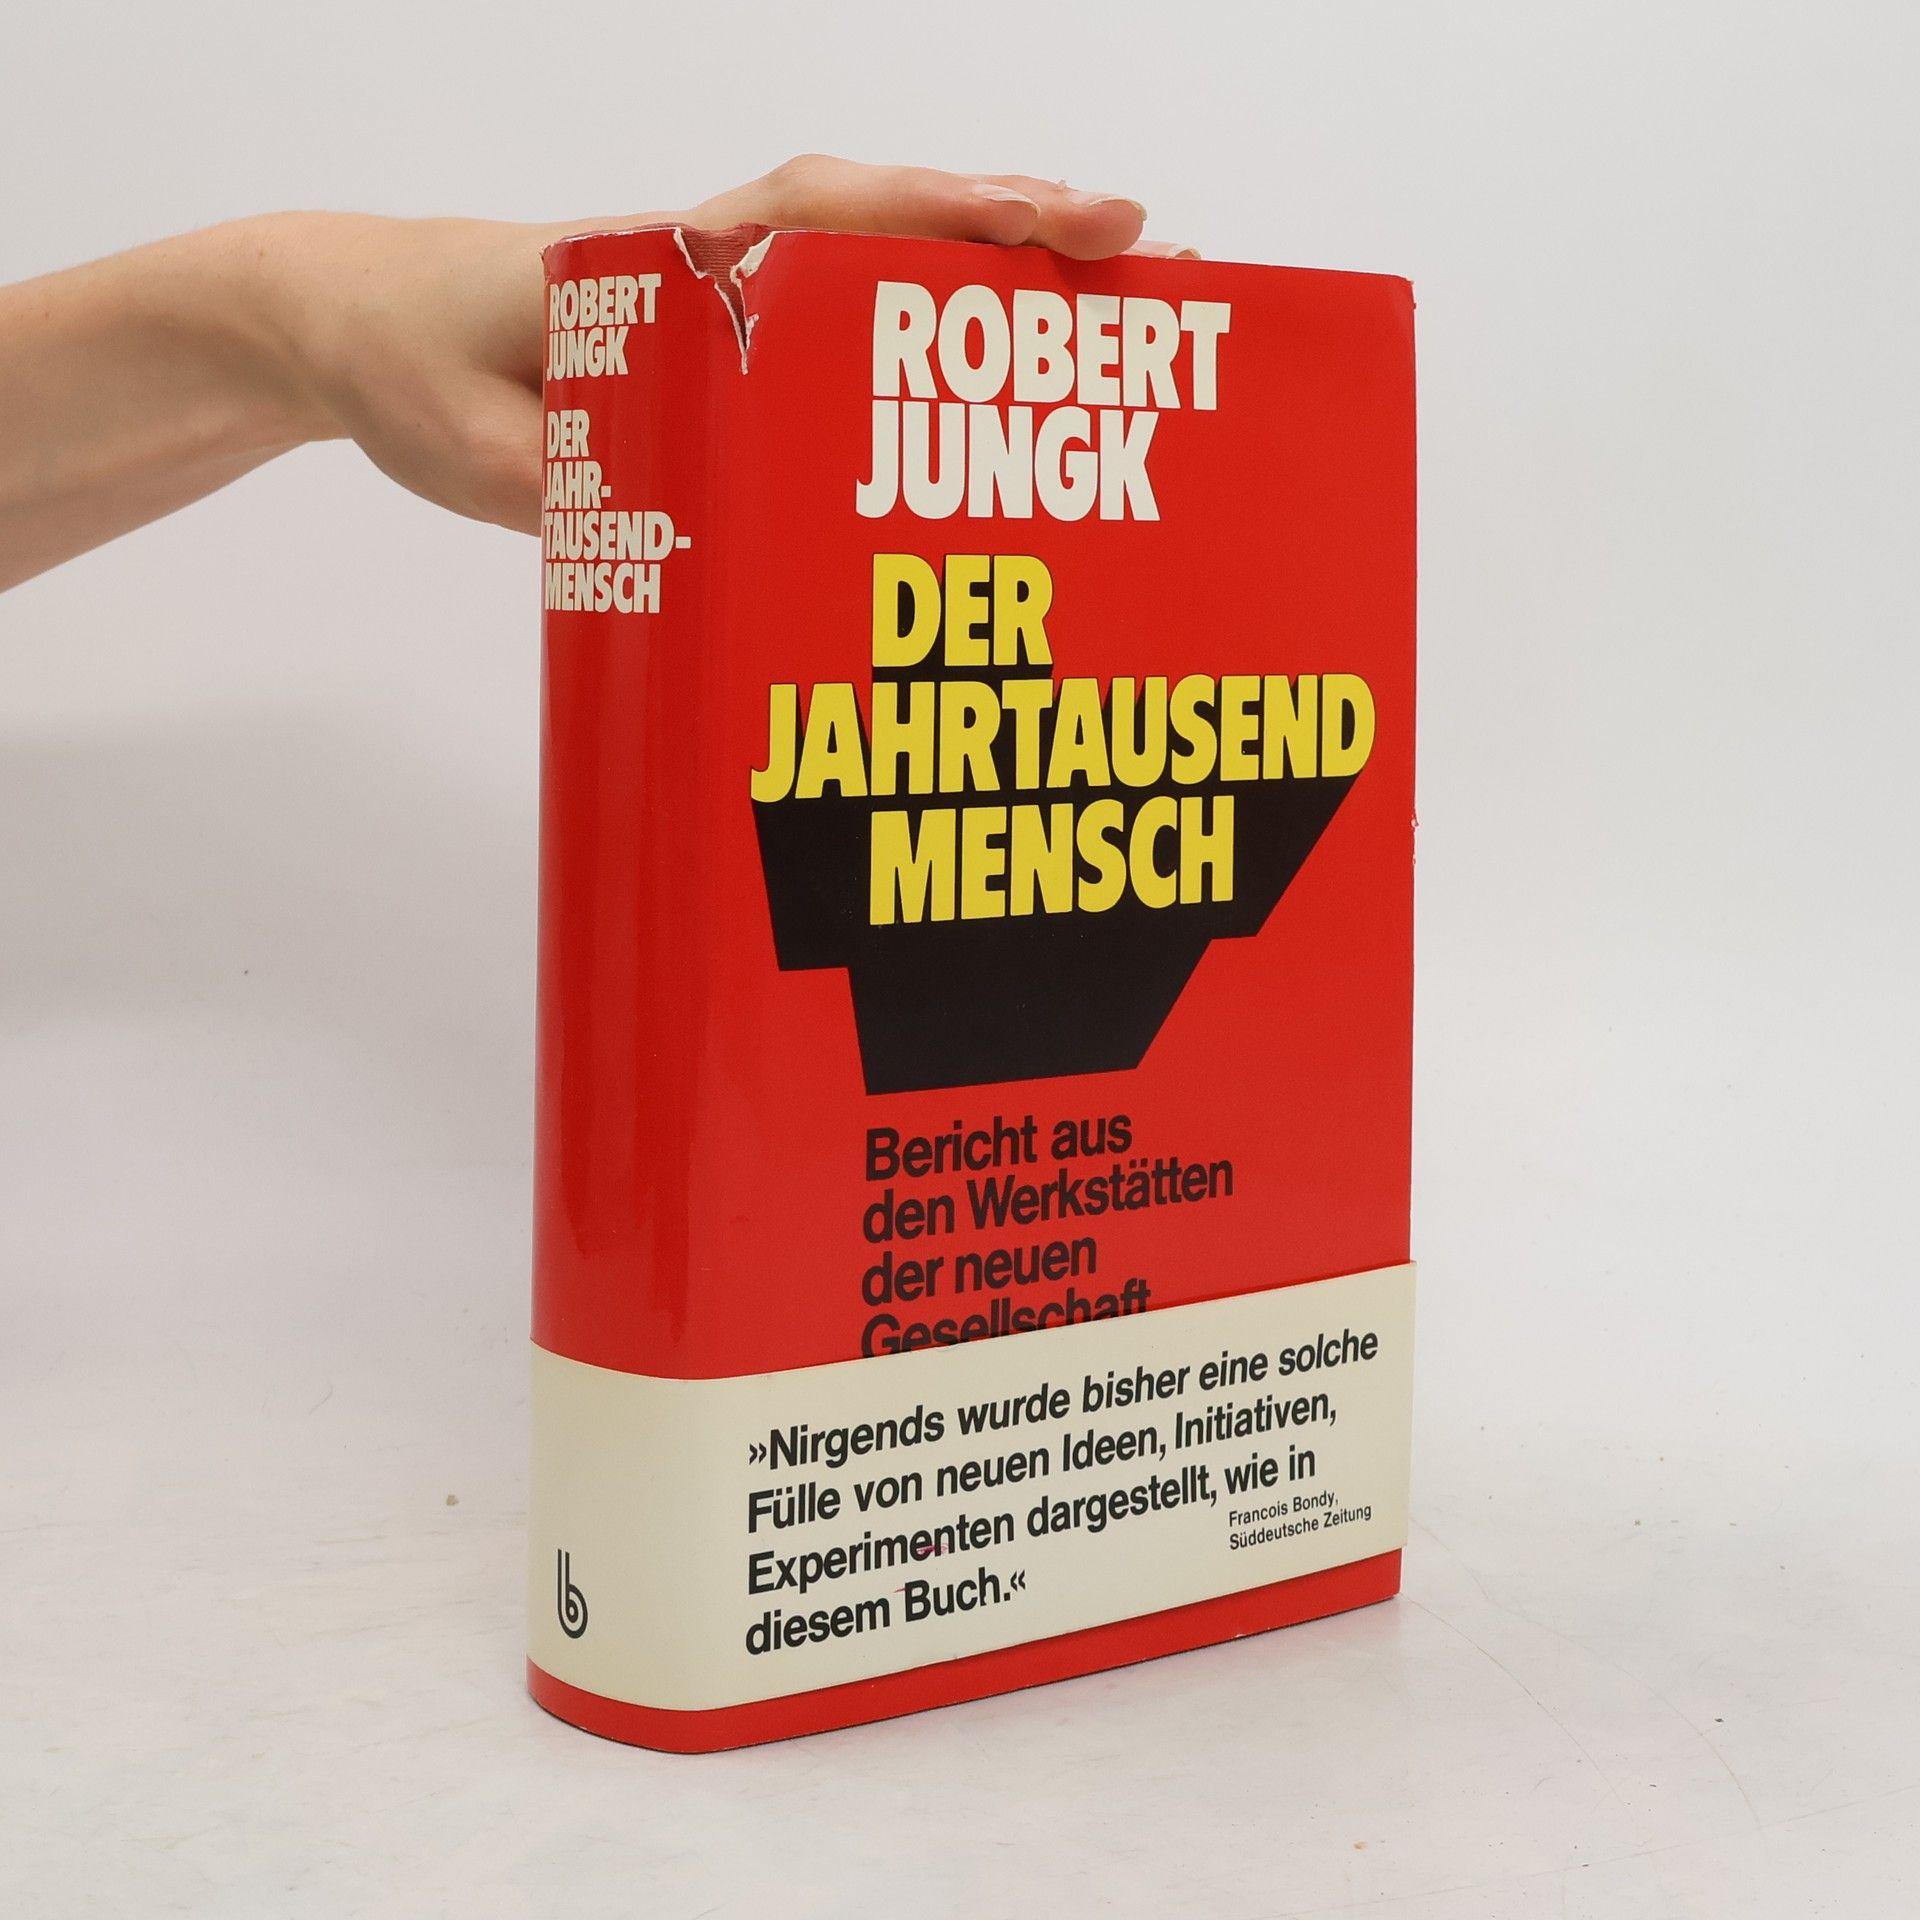 ROBERT
JUNGK
DER
JAHR-
TAUSEND-
MENSCH
b
ROBERT
JUNGK
DER
JAHRTAUSEND
MENSCH
Bericht aus
den Werkstätten
der neuen
Gesellschaft
»Nirgends wurde bisher eine solche
Fülle von neuen Ideen, Initiativen,
Experimenten dargestellt, wie in
diesem Buch.«
Francois Bondy,
Süddeutsche Zeitung